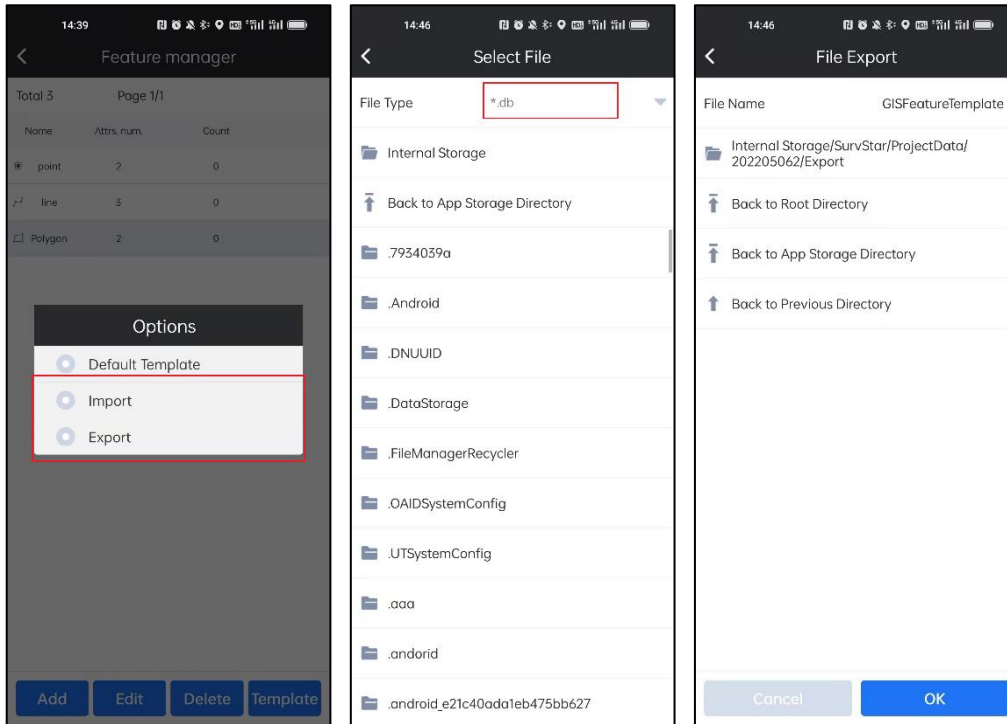 14:39
Feature manager
Total 3 Page 1/1
Name Attrs. num. Count
point 2 0
line 3 0
Polygon 2 0
Options
Default Template
Import
Export
Add Edit Delete Template
14:46
Select File
File Type *.db
Internal Storage
Back to App Storage Directory
.7934039a
.Android
.DNUUID
.DataStorage
.FileManagerRecycler
.OAIDSystemConfig
.UTSystemConfig
.aaa
.andorid
.android_e21c40ada1eb475bb627
14:46
File Export
File Name GISFeatureTemplate
Internal Storage/SurvStar/ProjectData/
202205062/Export
Back to Root Directory
Back to App Storage Directory
Back to Previous Directory
Cancel OK